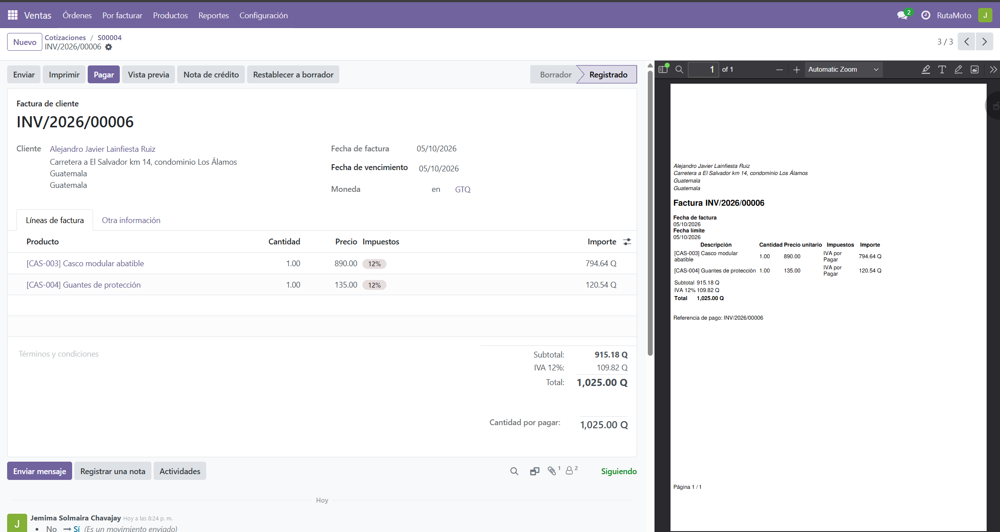 Ventas Órdenes Por facturar Productos Reportes Configuración 2 RutaMoto J
Nuevo Cotizaciones / S00004
INV/2026/00006
3 / 3
Enviar Imprimir Pagar Vista previa Nota de crédito Restablecer a borrador Borrador Registrado
Factura de cliente
INV/2026/00006
Cliente Alejandro Javier Lainfiesta Ruiz
Carretera a El Salvador km 14, condominio Los Álamos
Guatemala
Guatemala
Fecha de factura 05/10/2026
Fecha de vencimiento 05/10/2026
Moneda en GTQ
Líneas de factura Otra información
Producto Cantidad Precio Impuestos Importe
[CAS-003] Casco modular abatible 1.00 890.00 12% 794.64 Q
[CAS-004] Guantes de protección 1.00 135.00 12% 120.54 Q
Términos y condiciones
Subtotal: 915.18 Q
IVA 12%: 109.82 Q
Total: 1,025.00 Q
Cantidad por pagar: 1,025.00 Q
Enviar mensaje Registrar una nota Actividades 1 2 Siguiendo
Hoy
J Jemima Solmaira Chavajay Hoy a las 8:24 p. m.
• No → Sí (Es un movimiento enviado)
1 of 1 Automatic Zoom
Alejandro Javier Lainfiesta Ruiz
Carretera a El Salvador km 14, condominio Los Álamos
Guatemala
Guatemala
Factura INV/2026/00006
Fecha de factura
05/10/2026
Fecha límite
05/10/2026
Descripción Cantidad Precio unitario Impuestos Importe
[CAS-003] Casco modular abatible 1.00 890.00 IVA por Pagar 794.64 Q
[CAS-004] Guantes de protección 1.00 135.00 IVA por Pagar 120.54 Q
Subtotal 915.18 Q
IVA 12% 109.82 Q
Total 1,025.00 Q
Referencia de pago: INV/2026/00006
Página 1 / 1